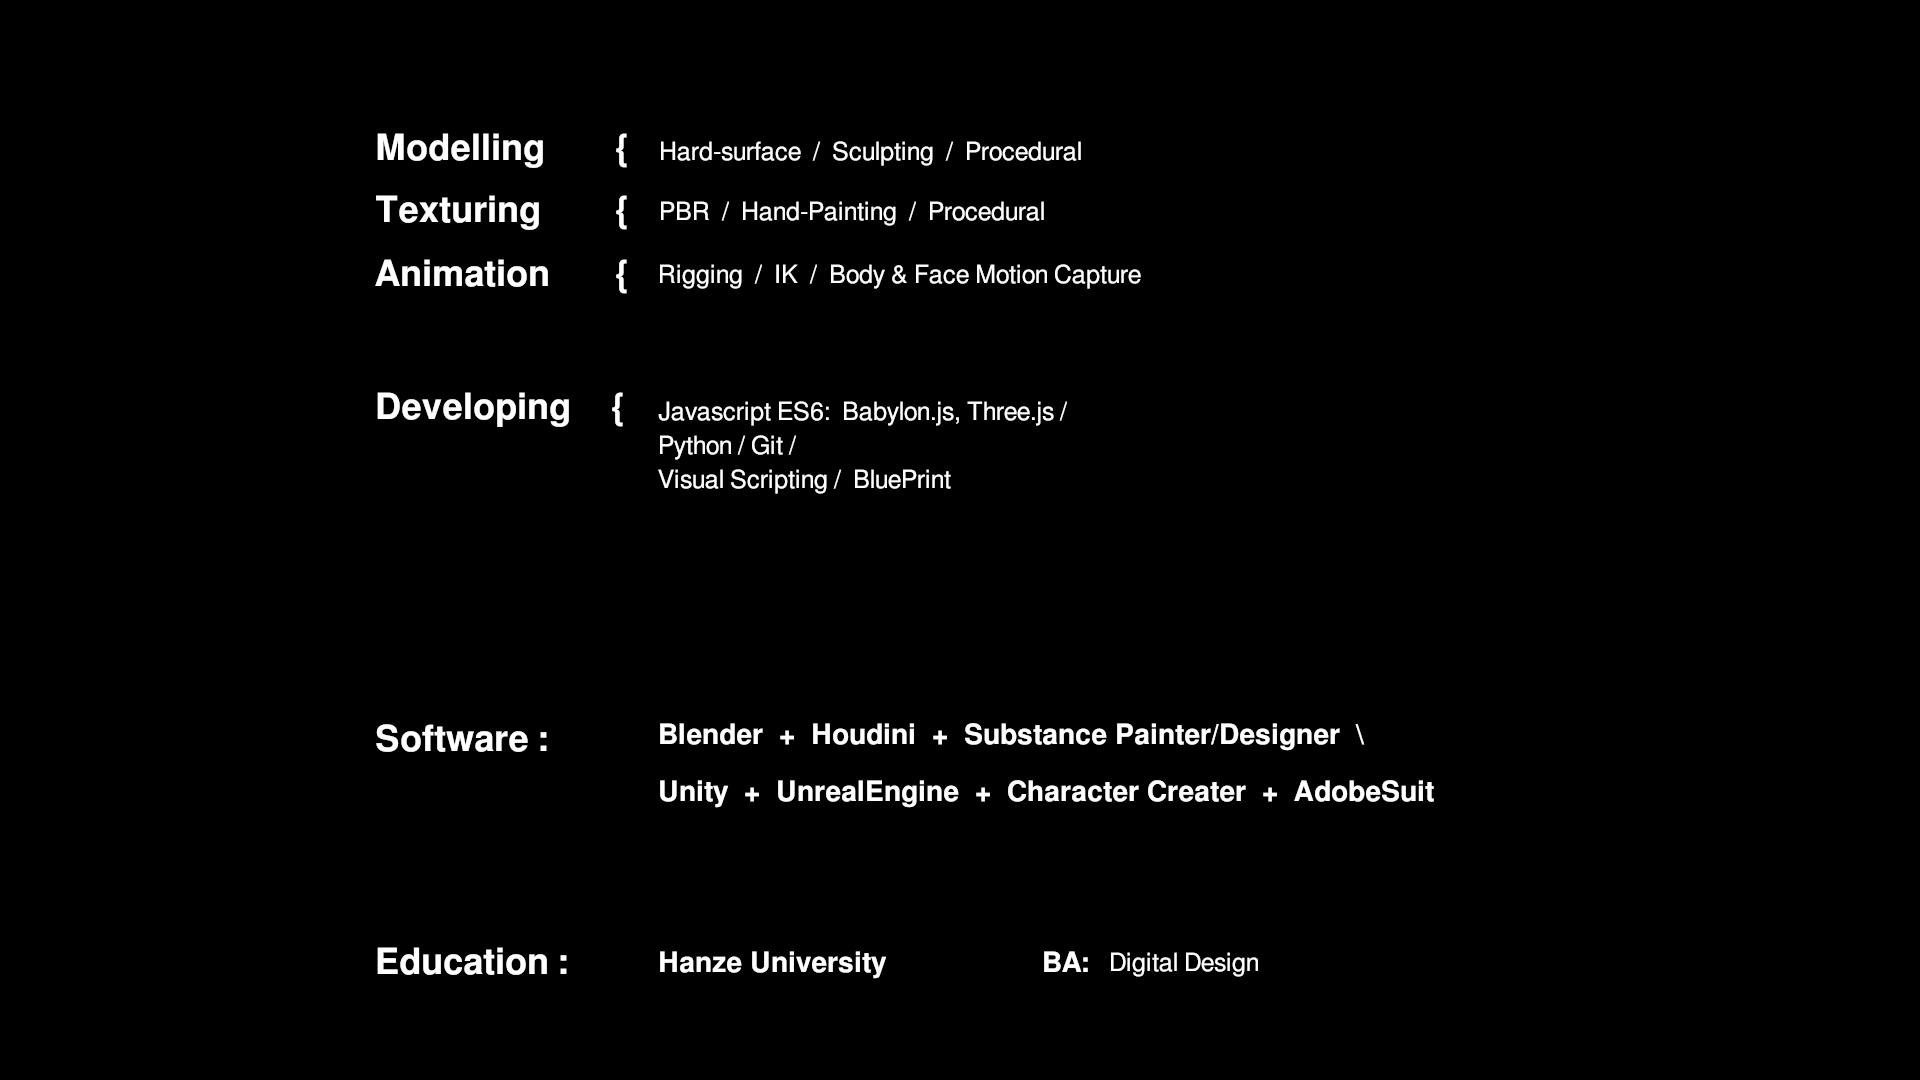 Modelling { Hard-surface / Sculpting / Procedural
Texturing { PBR / Hand-Painting / Procedural
Animation { Rigging / IK / Body & Face Motion Capture
Developing { Javascript ES6: Babylon.js, Three.js /
Python / Git /
Visual Scripting / BluePrint
Software : Blender + Houdini + Substance Painter/Designer \
Unity + UnrealEngine + Character Creater + AdobeSuit
Education : Hanze University BA: Digital Design